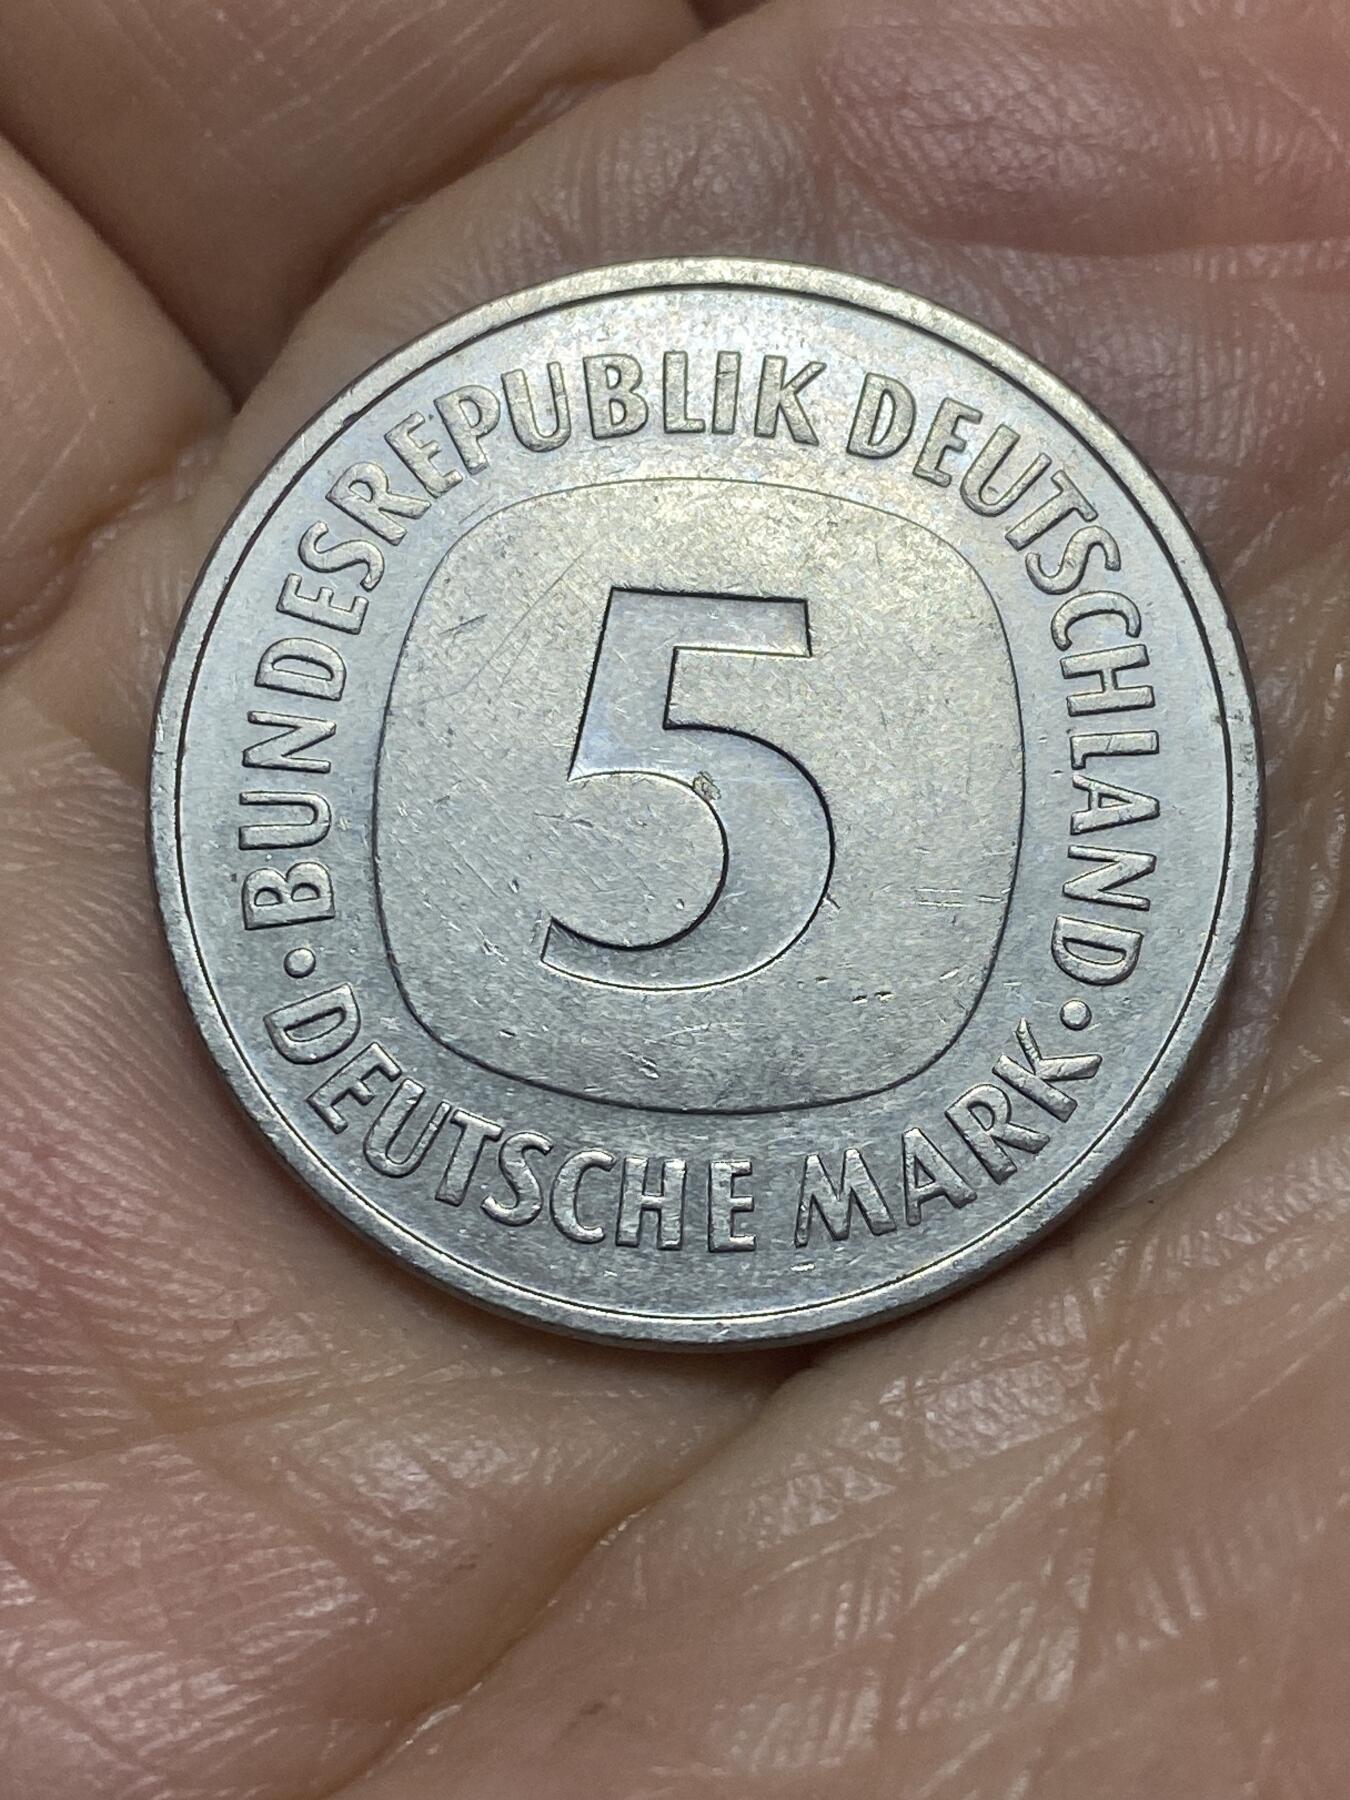 BUNDESREPUBLIK DEUTSCHLAND
5
DEUTSCHE MARK